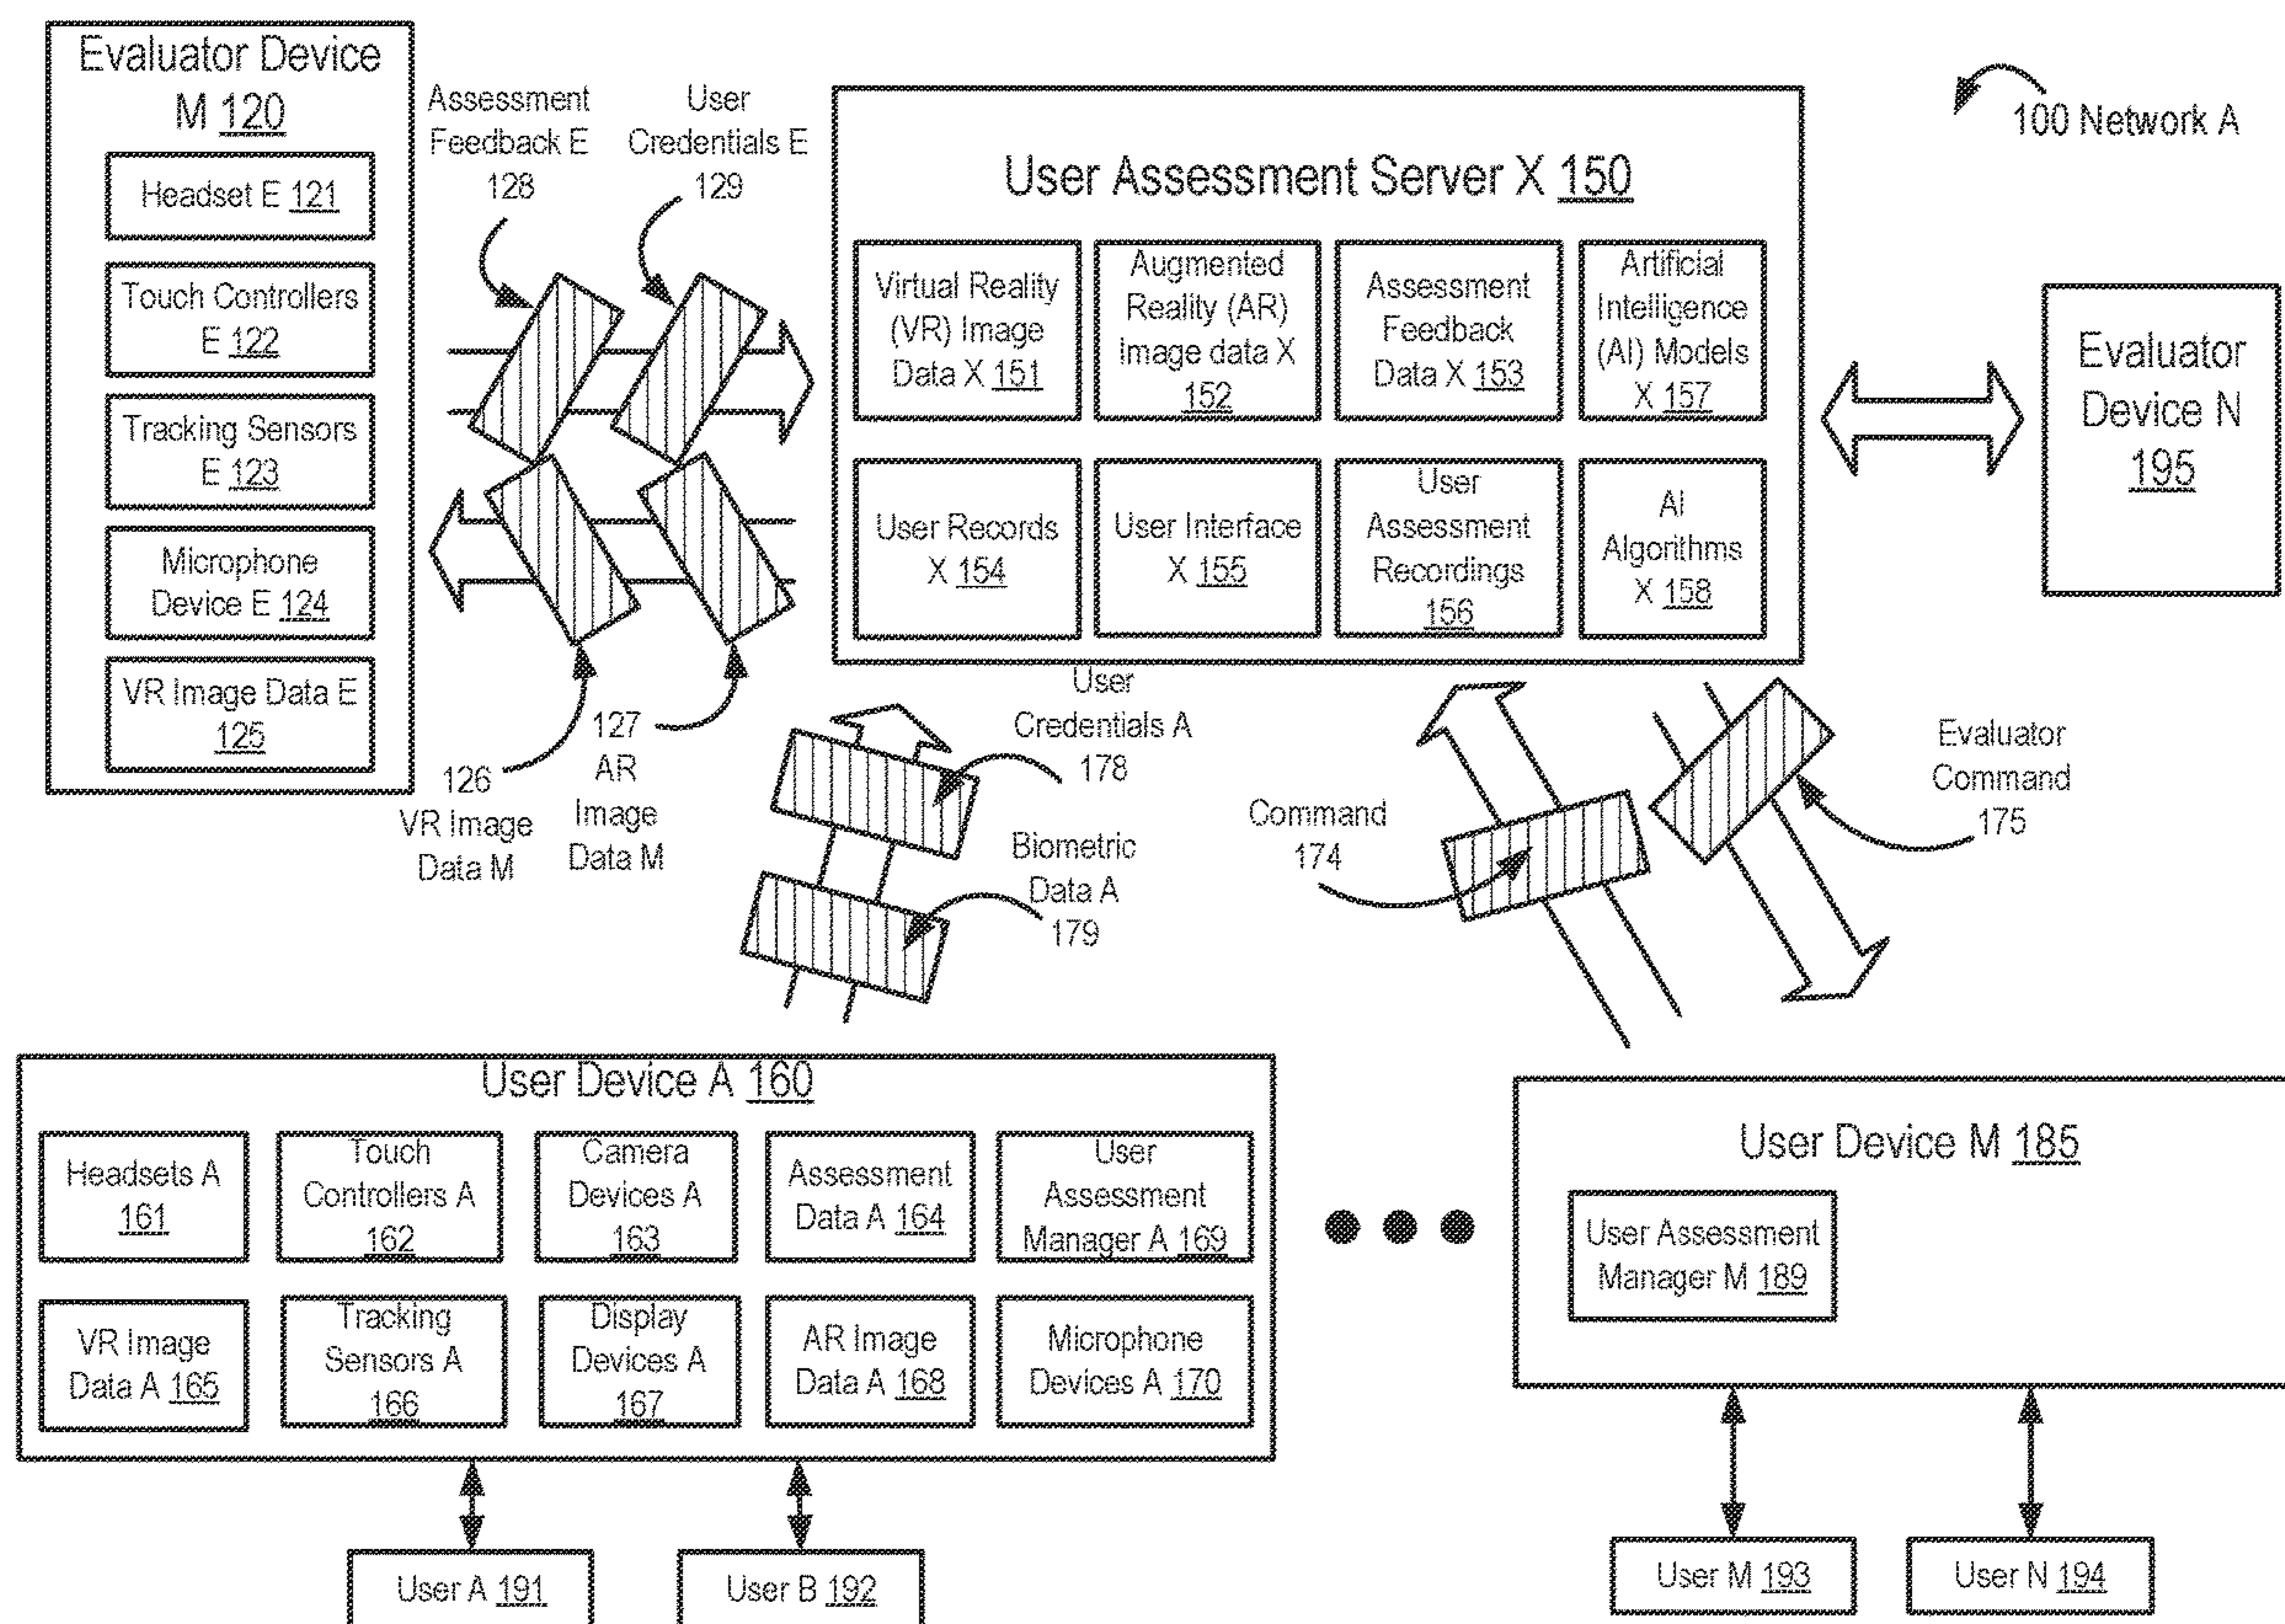 Evaluator Device
M 120
Headset E 121
Touch Controllers
E 122
Tracking Sensors
E 123
Microphone
Device E 124
VR Image Data E
125
Assessment
Feedback E
128
User
Credentials E
129
126
VR Image
Data M
127
AR
Image
Data M
User Assessment Server X 150
Virtual Reality
(VR) Image
Data X 151
Augmented
Reality (AR)
Image data X
152
Assessment
Feedback
Data X 153
Artificial
Intelligence
(AI) Models
X 157
User Records
X 154
User Interface
X 155
User
Assessment
Recordings
156
AI
Algorithms
X 158
100 Network A
Evaluator
Device N
195
User
Credentials A
178
Biometric
Data A
179
Command
174
Evaluator
Command
175
User Device A 160
Headsets A
161
Touch
Controllers A
162
Camera
Devices A
163
Assessment
Data A 164
User
Assessment
Manager A 169
VR Image
Data A 165
Tracking
Sensors A
166
Display
Devices A
167
AR Image
Data A 168
Microphone
Devices A 170
User Device M 185
User Assessment
Manager M 189
User A 191
User B 192
User M 193
User N 194